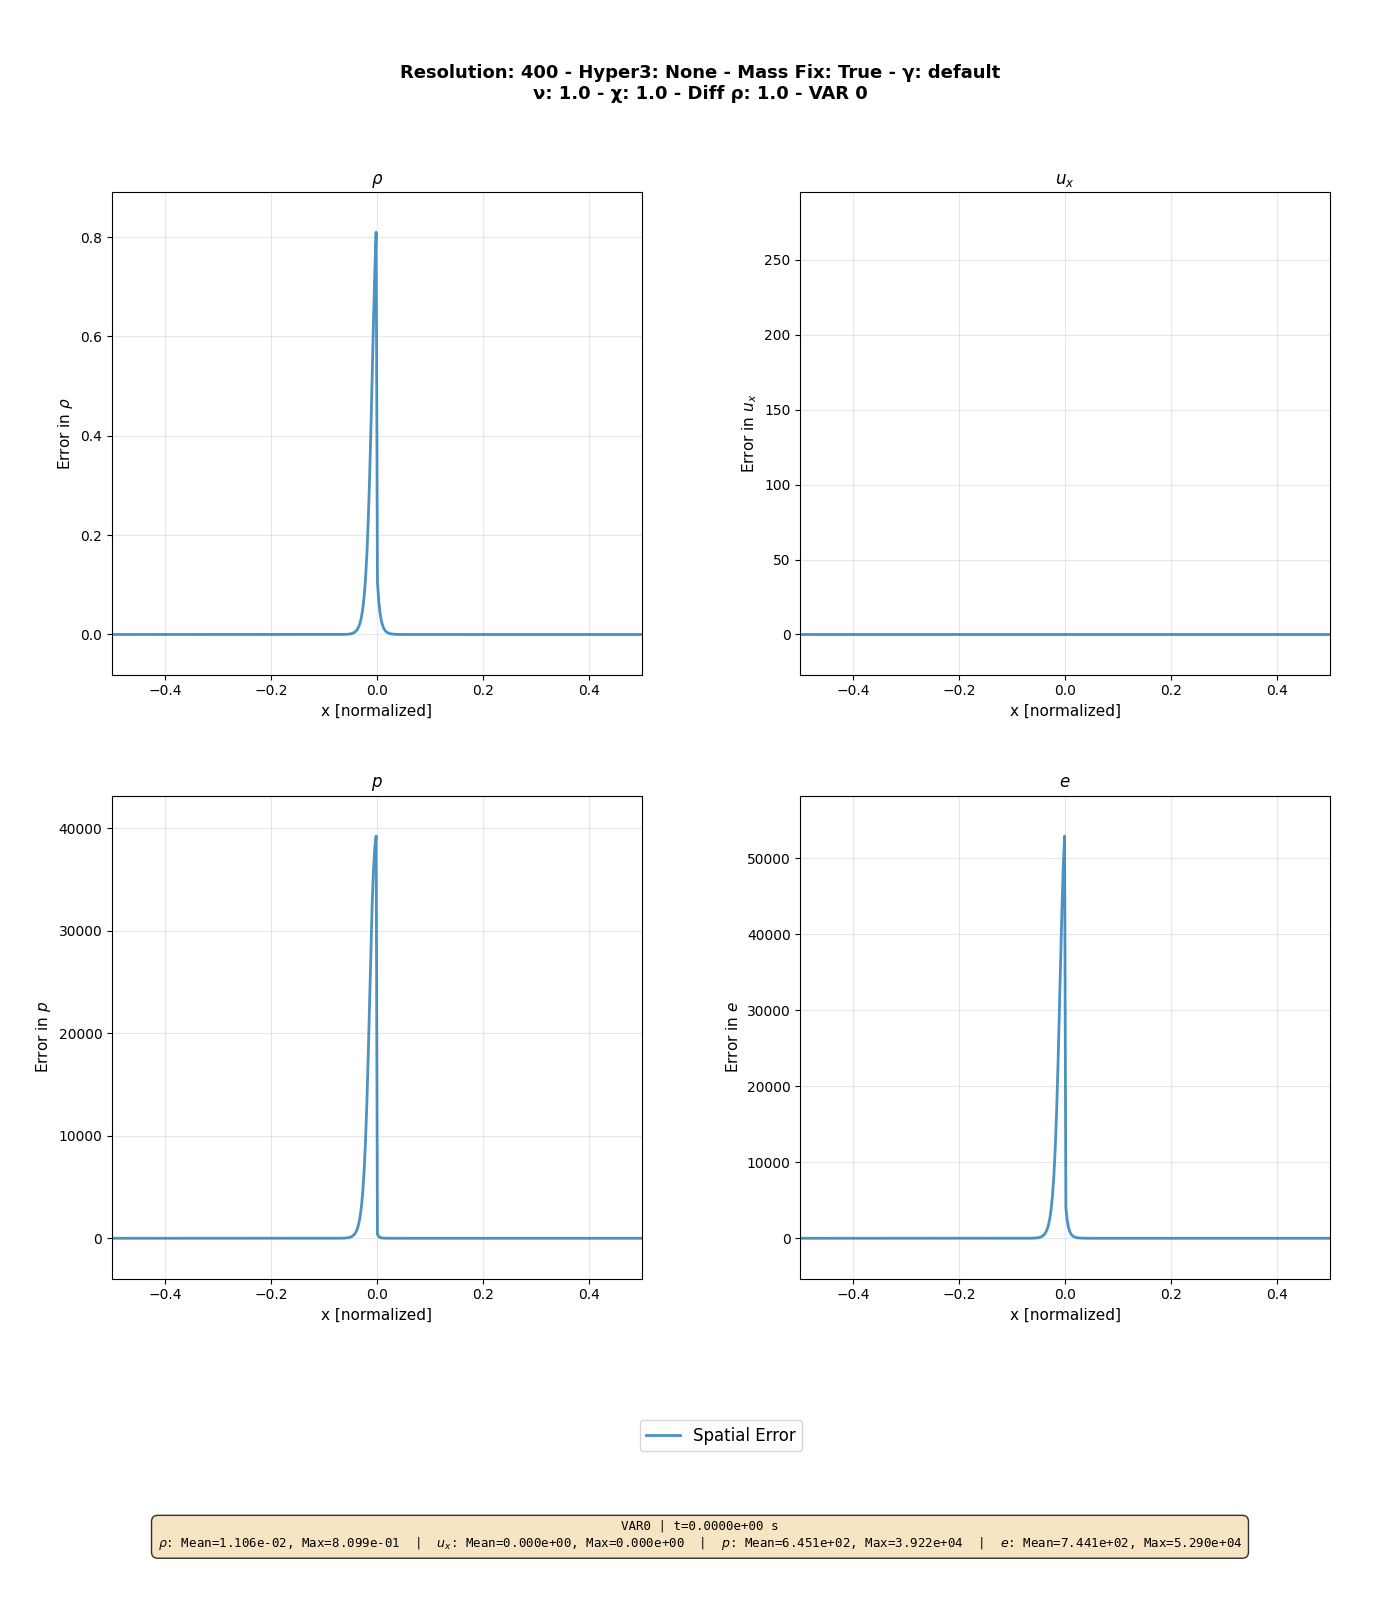 Resolution: 400 - Hyper3: None - Mass Fix: True - γ: default
ν: 1.0 - χ: 1.0 - Diff ρ: 1.0 - VAR 0
ρ
Error in ρ
0.8
0.6
0.4
0.2
0.0
−0.4 −0.2 0.0 0.2 0.4
x [normalized]
u_x
Error in u_x
250
200
150
100
50
0
−0.4 −0.2 0.0 0.2 0.4
x [normalized]
p
Error in p
40000
30000
20000
10000
0
−0.4 −0.2 0.0 0.2 0.4
x [normalized]
e
Error in e
50000
40000
30000
20000
10000
0
−0.4 −0.2 0.0 0.2 0.4
x [normalized]
Spatial Error
VAR0 | t=0.0000e+00 s
ρ: Mean=1.106e-02, Max=8.099e-01 | u_x: Mean=0.000e+00, Max=0.000e+00 | p: Mean=6.451e+02, Max=3.922e+04 | e: Mean=7.441e+02, Max=5.290e+04